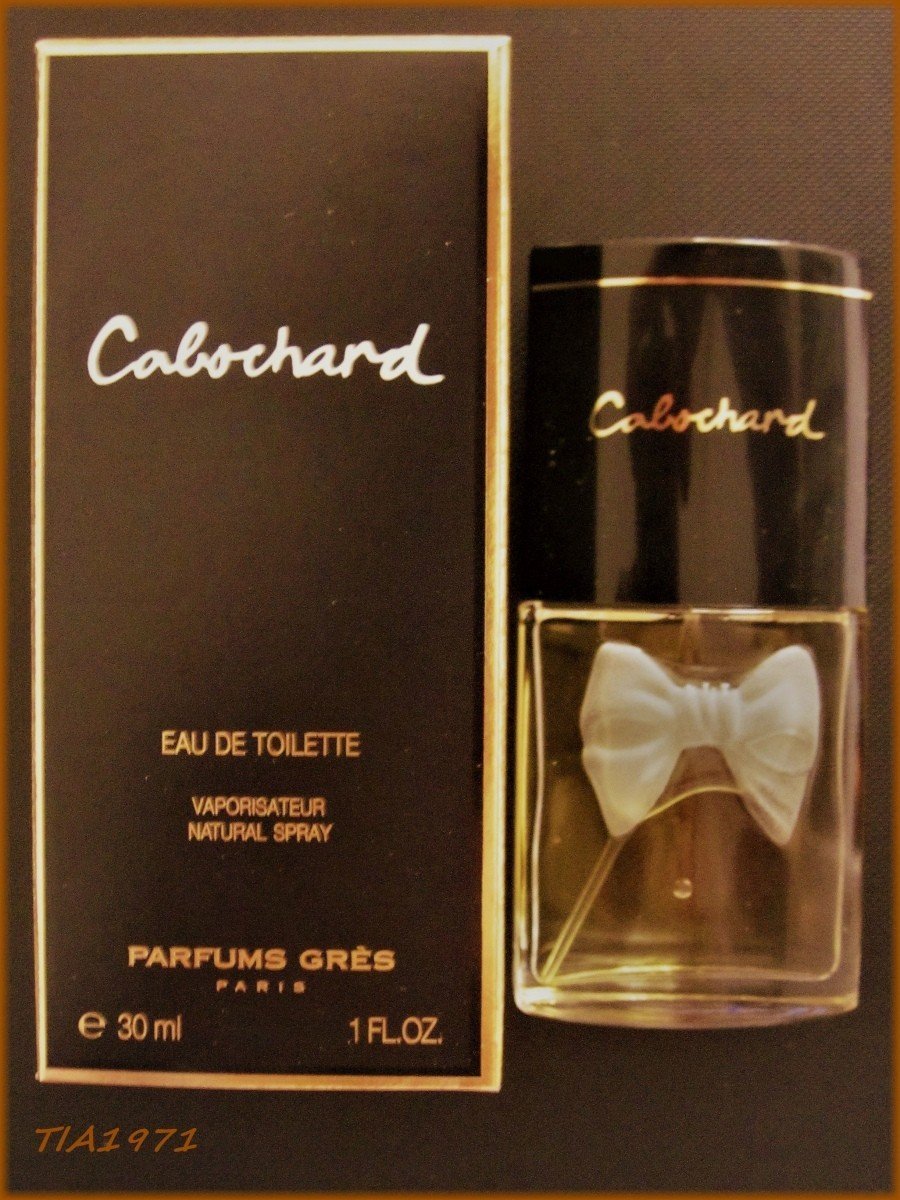 Cabochard
EAU DE TOILETTE
VAPORISATEUR
NATURAL SPRAY
PARFUMS GRÈS
PARIS
e 30 ml 1 FL.OZ.
Cabochard
TIA1971